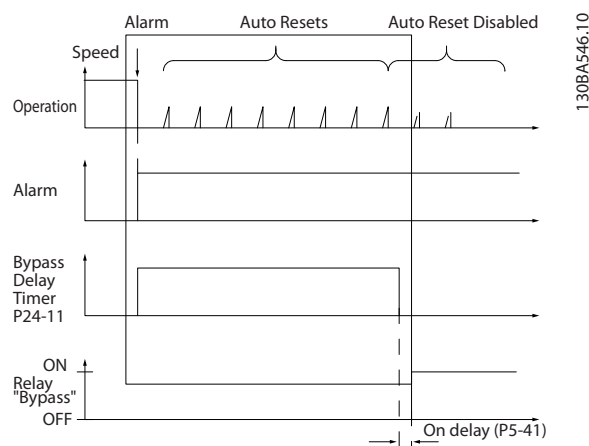 Alarm
Auto Resets
Auto Reset Disabled
Speed
Operation
Alarm
Bypass
Delay
Timer
P24-11
ON
Relay
"Bypass"
OFF
On delay (P5-41)
130BA546.10